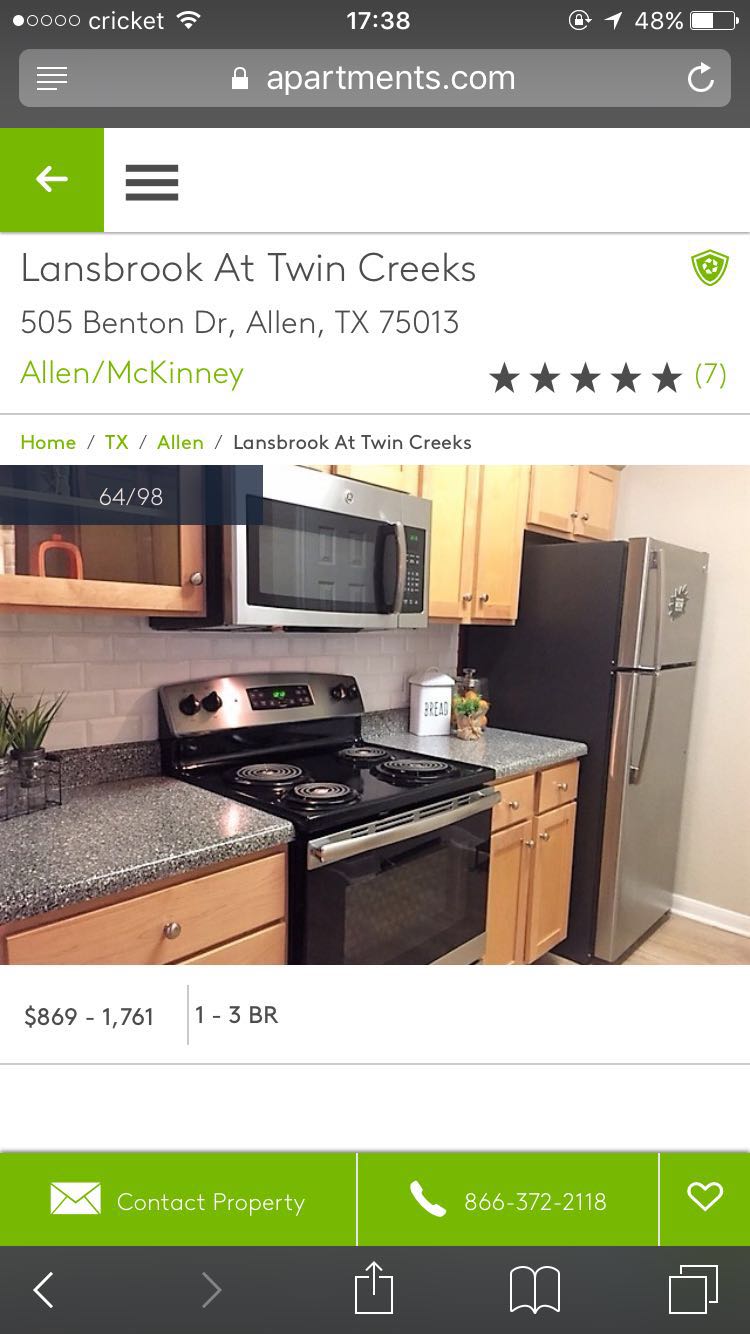 cricket 17:38 48%
apartments.com
Lansbrook At Twin Creeks
505 Benton Dr, Allen, TX 75013
Allen/McKinney (7)
Home / TX / Allen / Lansbrook At Twin Creeks
64/98
BREAD
$869 - 1,761 1 - 3 BR
Contact Property 866-372-2118